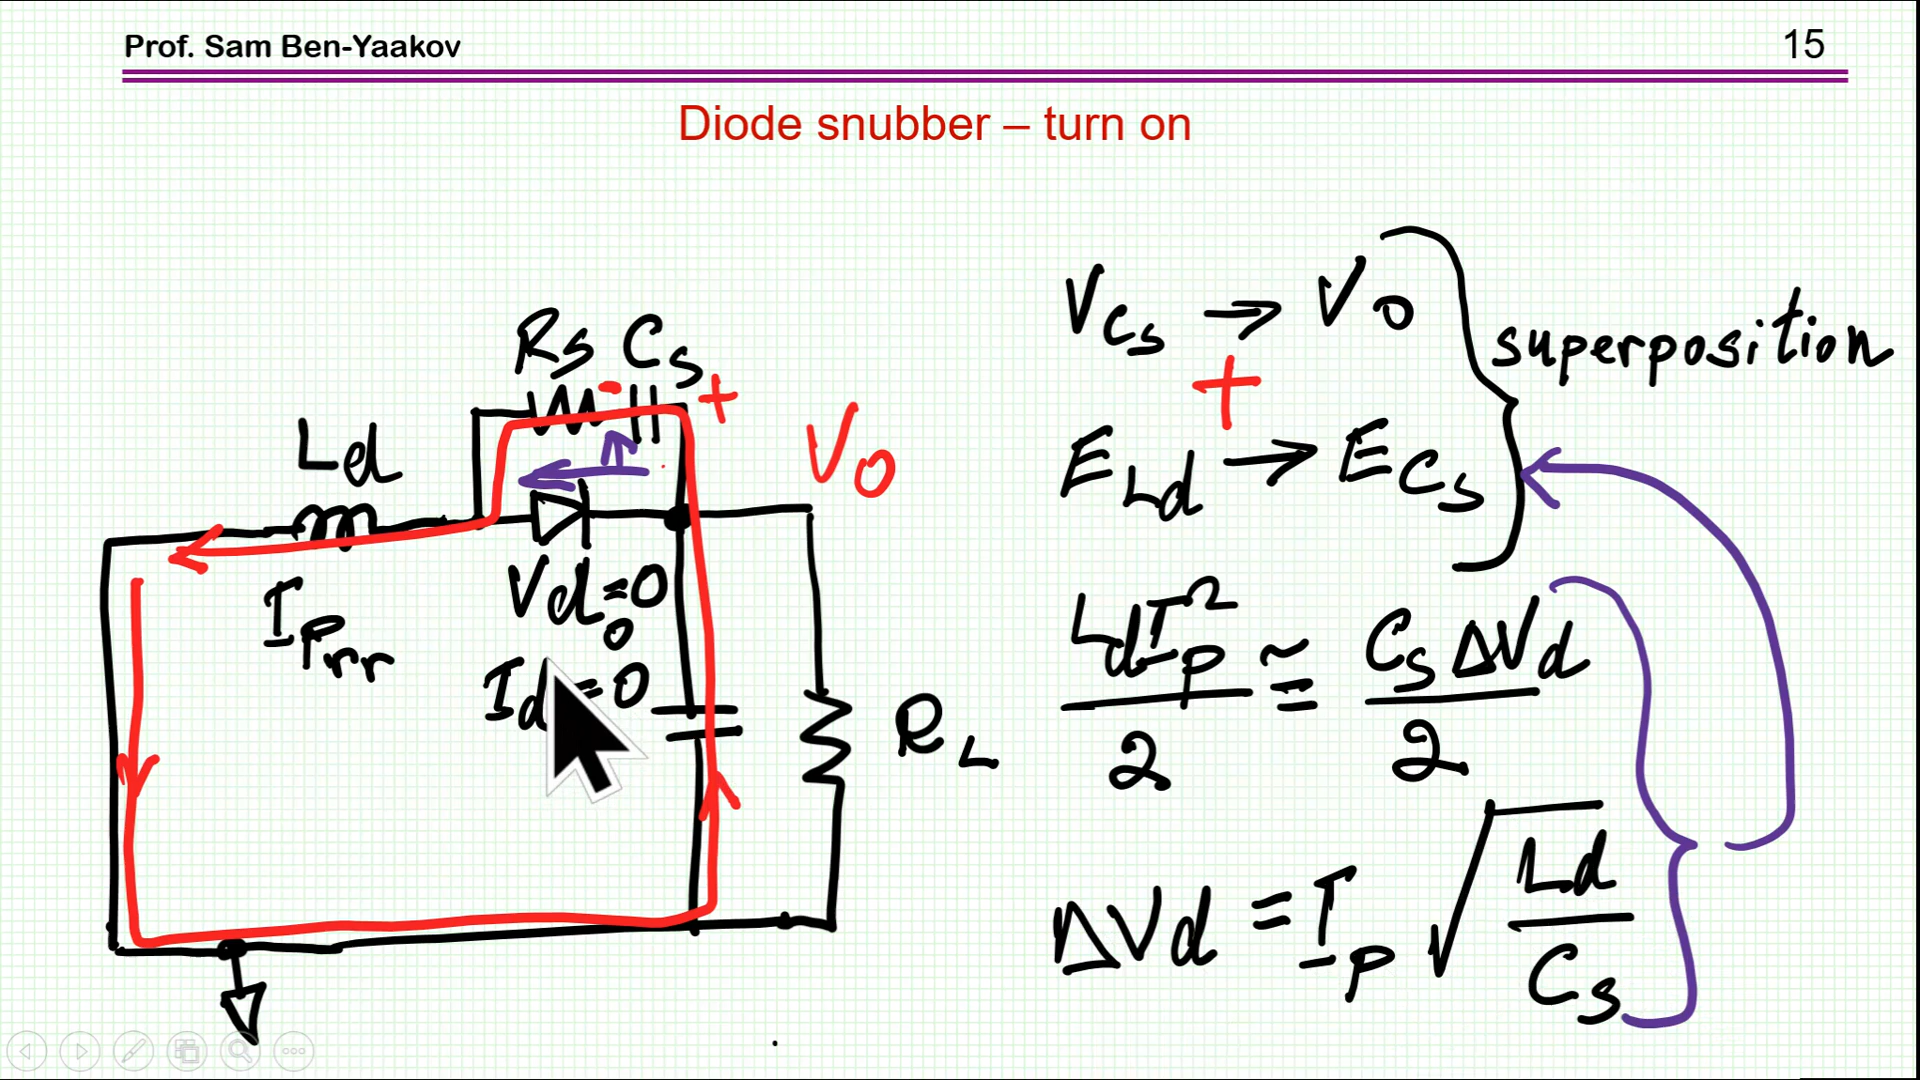 Prof. Sam Ben-Yaakov
15
Diode snubber – turn on
Rs Cs
- +
Ld
Vo
Vd₀=0
IPrr
Id=0
RL
VCs → Vo
superposition
+
ELd → ECs
LdIp²/2 ≅ CsΔVd/2
ΔVd = Ip√(Ld/Cs)